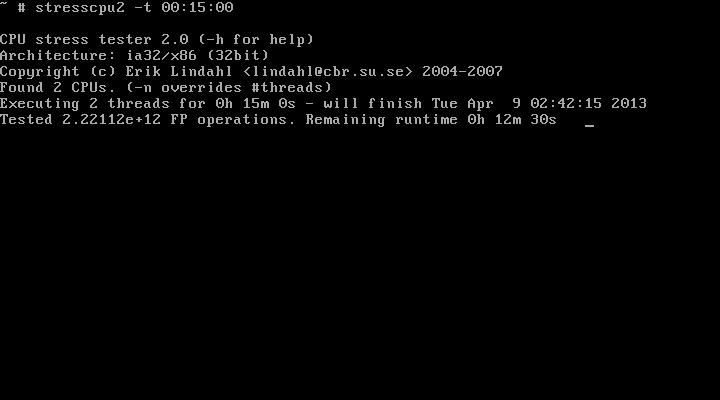 ~ # stresscpu2 -t 00:15:00
CPU stress tester 2.0 (-h for help)
Architecture: ia32/x86 (32bit)
Copyright (c) Erik Lindahl <lindahl@cbr.su.se> 2004-2007
Found 2 CPUs. (-n overrides #threads)
Executing 2 threads for 0h 15m 0s - will finish Tue Apr  9 02:42:15 2013
Tested 2.22112e+12 FP operations. Remaining runtime 0h 12m 30s   _